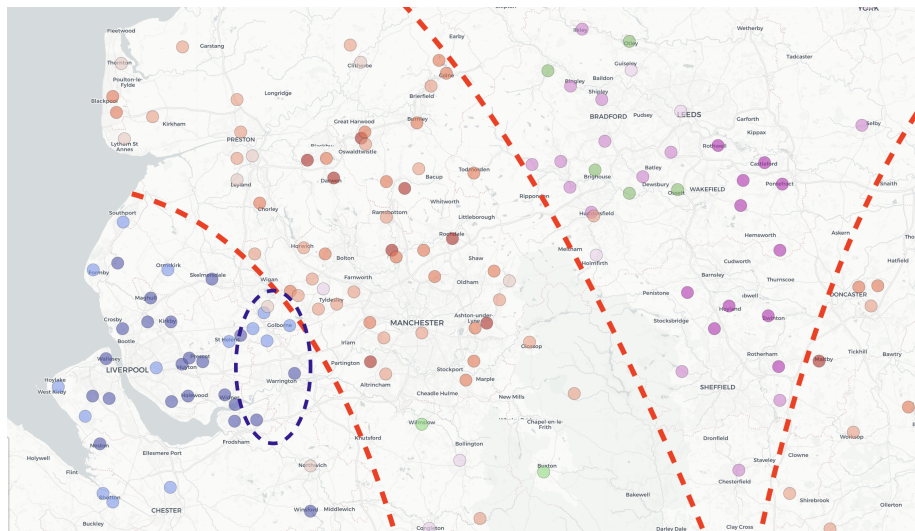 YORK
Fleetwood
Garstang
Earby
Otley
Wetherby
Tadcaster
Thornton
Poulton-le
Fylde
Clitheroe
Colne
Guiseley
Baildon
Bingley
Shipley
Longridge
Brierfield
Blackpool
Kirkham
Great Harwood
Burnley
BRADFORD
Pudsey
LEEDS
Garforth
Kippax
Selby
Lytham St
Annes
PRESTON
Oswaldtwistle
Rothwell
Castleford
Leyland
Darwen
Bacup
Todmorden
Brighouse
Batley
Dewsbury
Ossett
WAKEFIELD
Pontefract
Snaith
Ripponden
Southport
Chorley
Ramsbottom
Whitworth
Littleborough
Hemsworth
Askern
Rochdale
Horwich
Bolton
Shaw
Meltham
Holmfirth
Cudworth
Hatfield
Formby
Ormskirk
Skelmersdale
Wigan
Farnworth
Oldham
Barnsley
Thurnscoe
Penistone
DONCASTER
Maghull
Tyldesley
Crosby
Kirkby
Golborne
MANCHESTER
Ashton-under
Lyne
Stocksbridge
Hoyland
Swinton
Bootle
St Helens
Irlam
Glossop
Wallasey
Prescot
Huyton
Partington
Stockport
Rotherham
Maltby
Tickhill
Bawtry
LIVERPOOL
Hoylake
West Kirby
Warrington
Altrincham
Marple
Cheadle Hulme
New Mills
SHEFFIELD
Halewood
Widnes
Wilmslow
Chapel-en-le
Frith
Neston
Frodsham
Knutsford
Bollington
Dronfield
Worksop
Holywell
Flint
Ellesmere Port
Northwich
Buxton
Staveley
Clowne
Chesterfield
Bakewell
Shotton
CHESTER
Winsford
Middlewich
Shirebrook
Ollerton
Buckley
Congleton
Darley Dale
Clay Cross